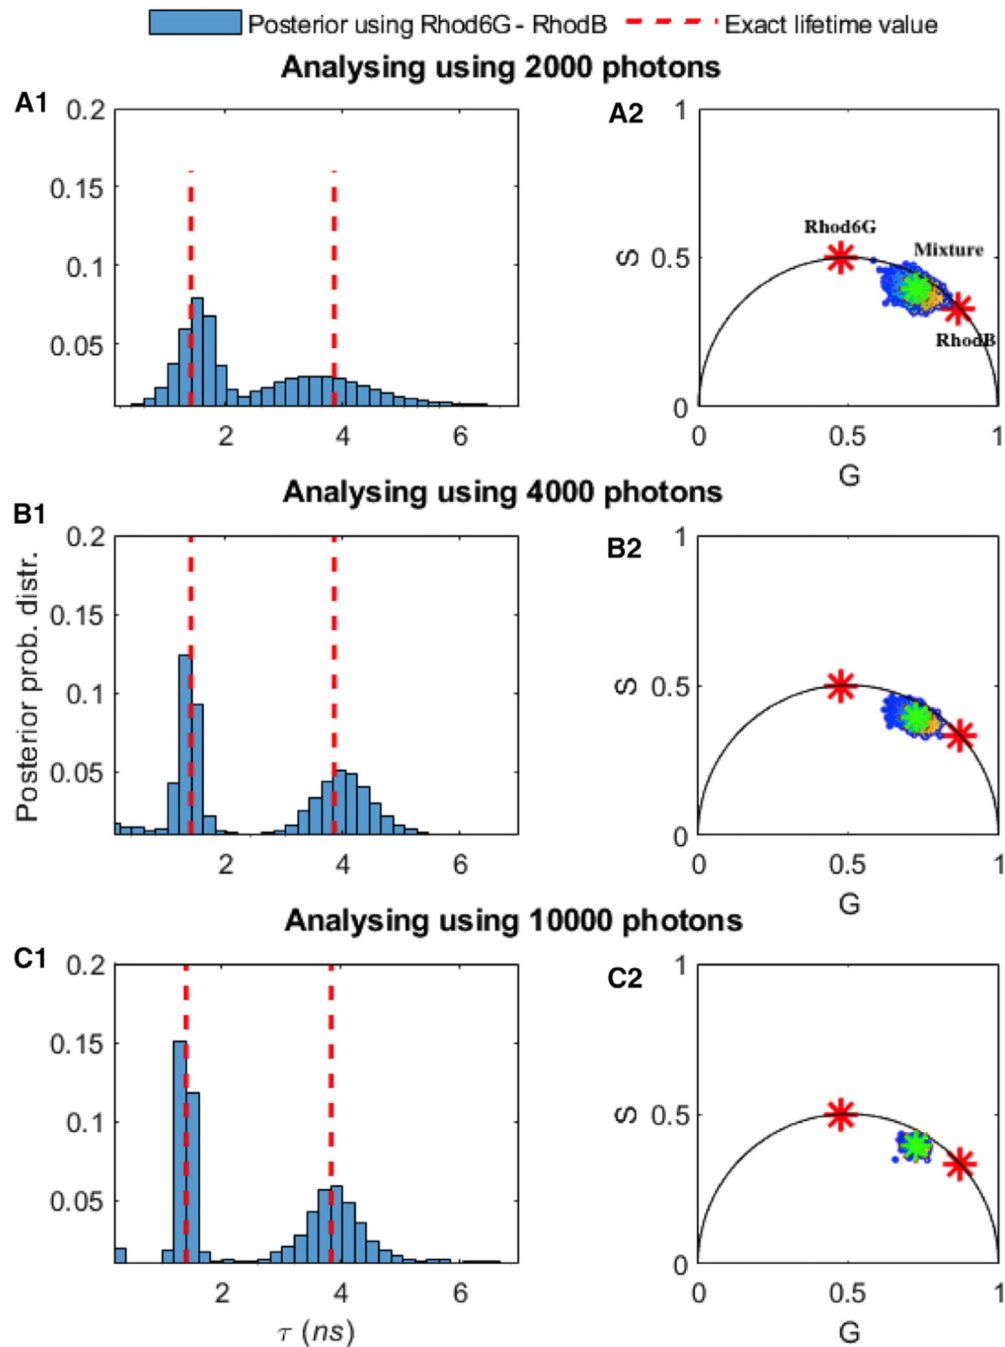 Posterior using Rhod6G - RhodB Exact lifetime value
Analysing using 2000 photons
A1
0.2
0.15
0.1
0.05
2 4 6
A2
1
S 0.5
0
0 0.5 1
G
Rhod6G
Mixture
RhodB
Analysing using 4000 photons
B1
Posterior prob. distr.
0.2
0.15
0.1
0.05
2 4 6
B2
1
S 0.5
0
0 0.5 1
G
Analysing using 10000 photons
C1
0.2
0.15
0.1
0.05
2 4 6
τ (ns)
C2
1
S 0.5
0
0 0.5 1
G